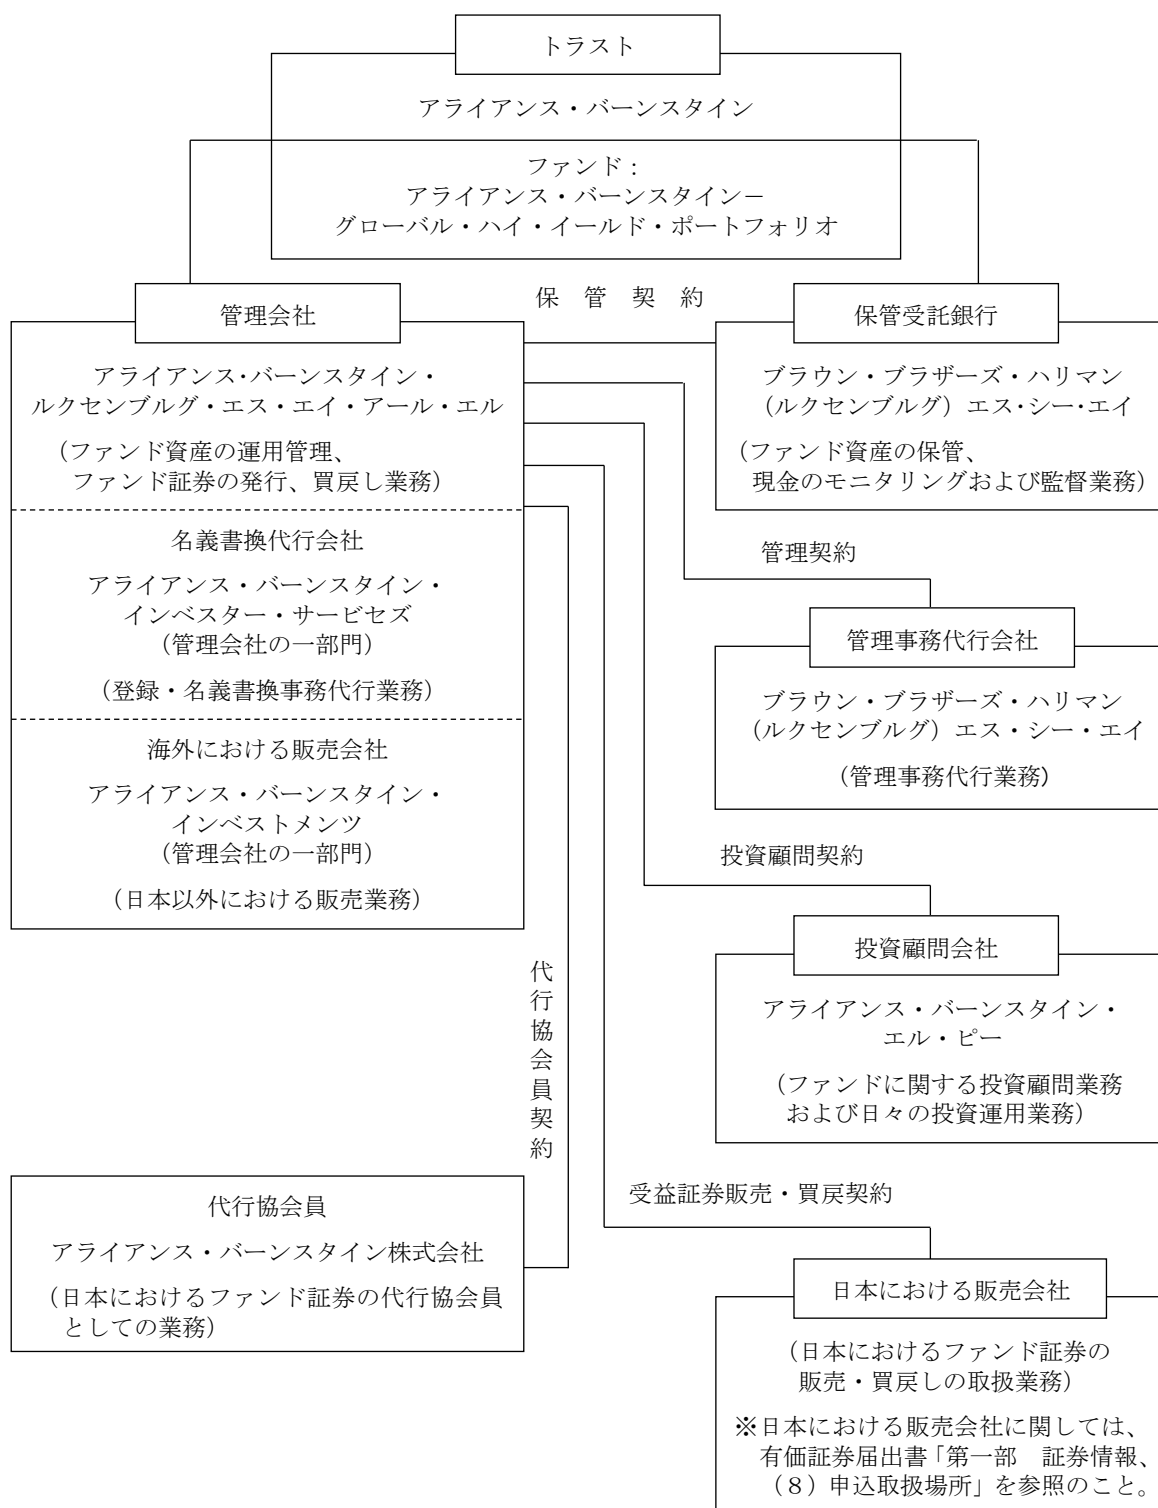 トラスト
アライアンス・バーンスタイン
ファンド：
アライアンス・バーンスタイン－
グローバル・ハイ・イールド・ポートフォリオ
管理会社
アライアンス・バーンスタイン・
ルクセンブルグ・エス・エイ・アール・エル
（ファンド資産の運用管理、
ファンド証券の発行、買戻し業務）
名義書換代行会社
アライアンス・バーンスタイン・
インベスター・サービセズ
（管理会社の一部門）
（登録・名義書換事務代行業務）
海外における販売会社
アライアンス・バーンスタイン・
インベストメンツ
（管理会社の一部門）
（日本以外における販売業務）
保管契約
保管受託銀行
ブラウン・ブラザーズ・ハリマン
（ルクセンブルグ）エス・シー・エイ
（ファンド資産の保管、
現金のモニタリングおよび監督業務）
管理契約
管理事務代行会社
ブラウン・ブラザーズ・ハリマン
（ルクセンブルグ）エス・シー・エイ
（管理事務代行業務）
投資顧問契約
投資顧問会社
アライアンス・バーンスタイン・
エル・ピー
（ファンドに関する投資顧問業務
および日々の投資運用業務）
代行協会員契約
代行協会員
アライアンス・バーンスタイン株式会社
（日本におけるファンド証券の代行協会員
としての業務）
受益証券販売・買戻契約
日本における販売会社
（日本におけるファンド証券の
販売・買戻しの取扱業務）
※日本における販売会社に関しては、
有価証券届出書「第一部　証券情報、
（８）申込取扱場所」を参照のこと。